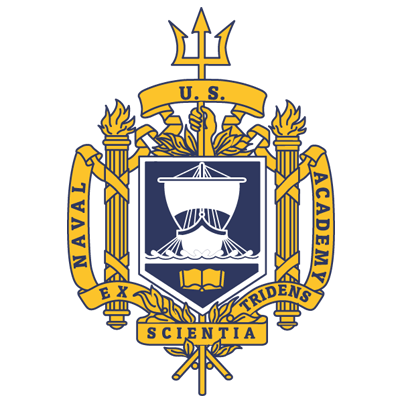 U. S.
NAVAL
ACADEMY
EX
SCIENTIA
TRIDENS